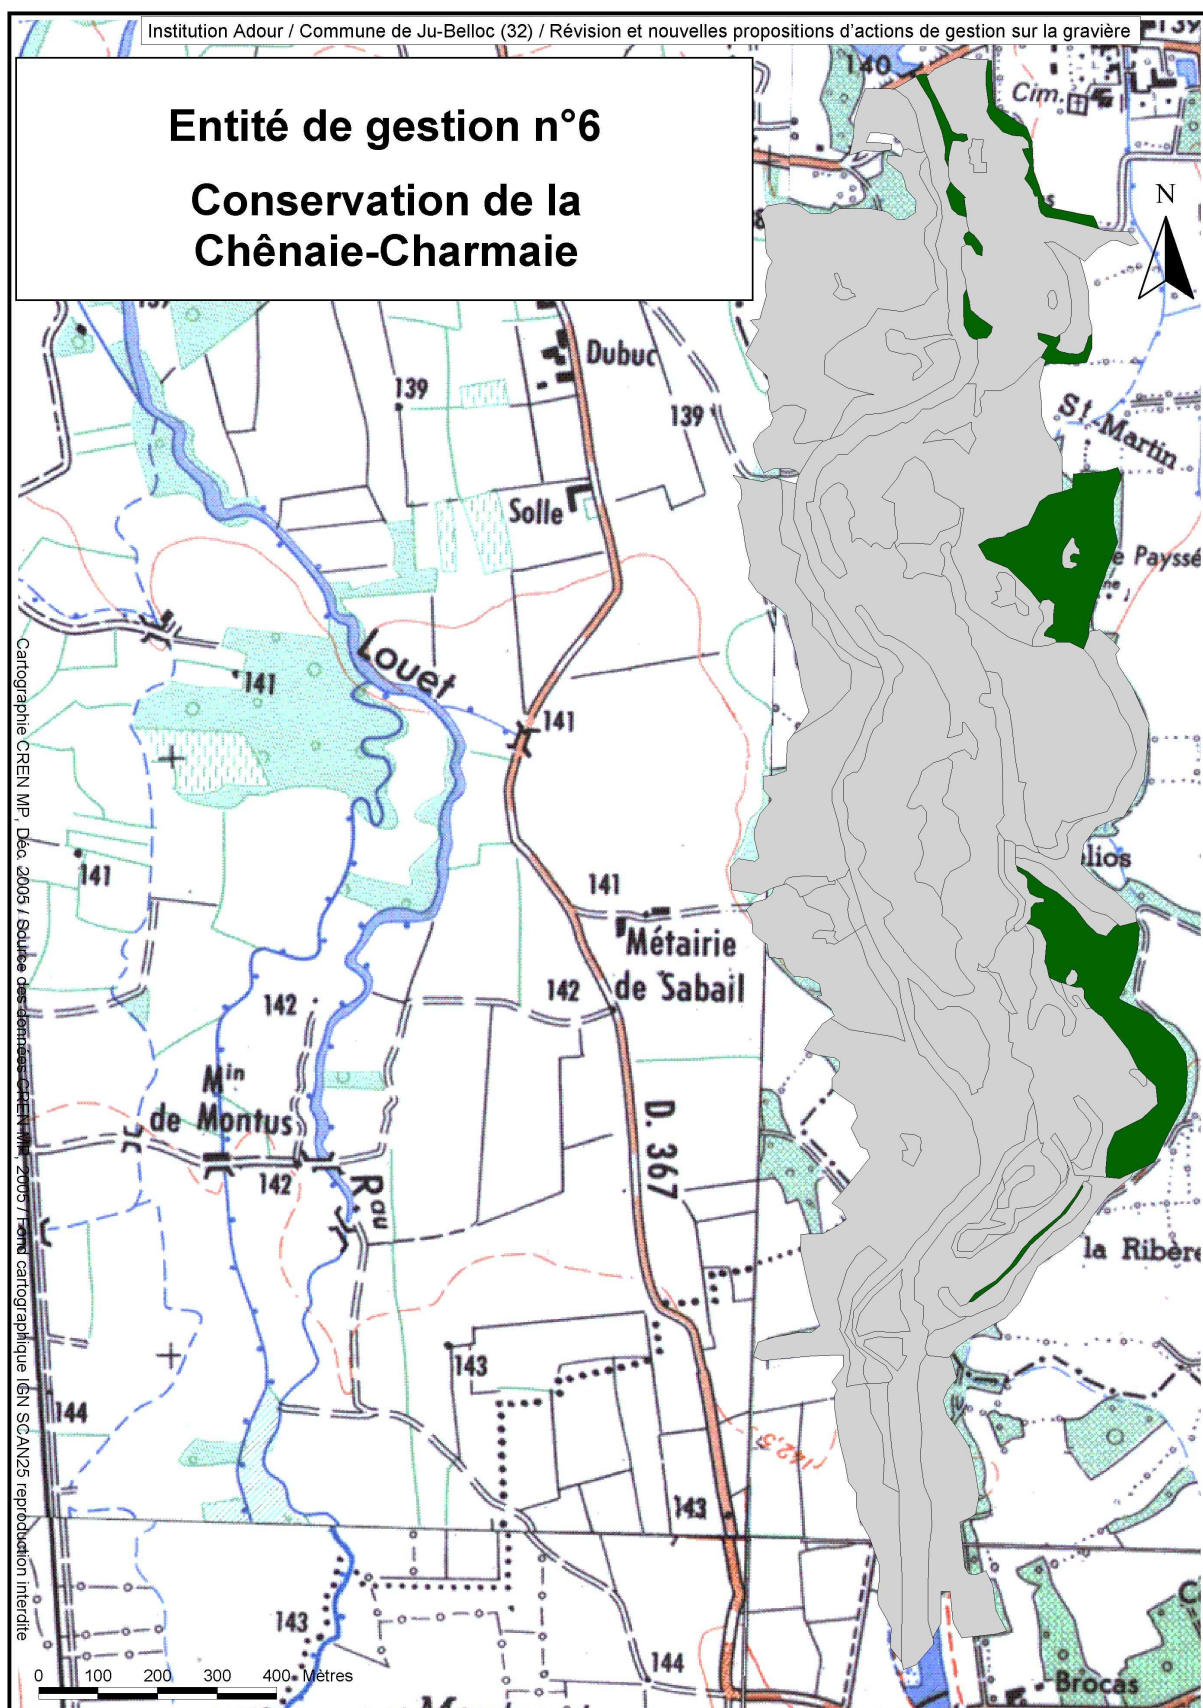 Institution Adour / Commune de Ju-Belloc (32) / Révision et nouvelles propositions d'actions de gestion sur la gravière
139
140
Entité de gestion n°6
Conservation de la
Chênaie-Charmaie
Cim.
N
Dubuc
139
139
St-Martin
Solle
Payssé
Louet
141
141
141
141
Métairie
de Sabail
142
142
Min
de Montus
142
Rau
D. 367
la Ribère
143
144
142,5
143
143
144
Brocas
0 100 200 300 400 Mètres
Cartographie CREN MP, Déc. 2005 / Source des données CREN MP, 2005 / Fond cartographique IGN SCAN25 reproduction interdite